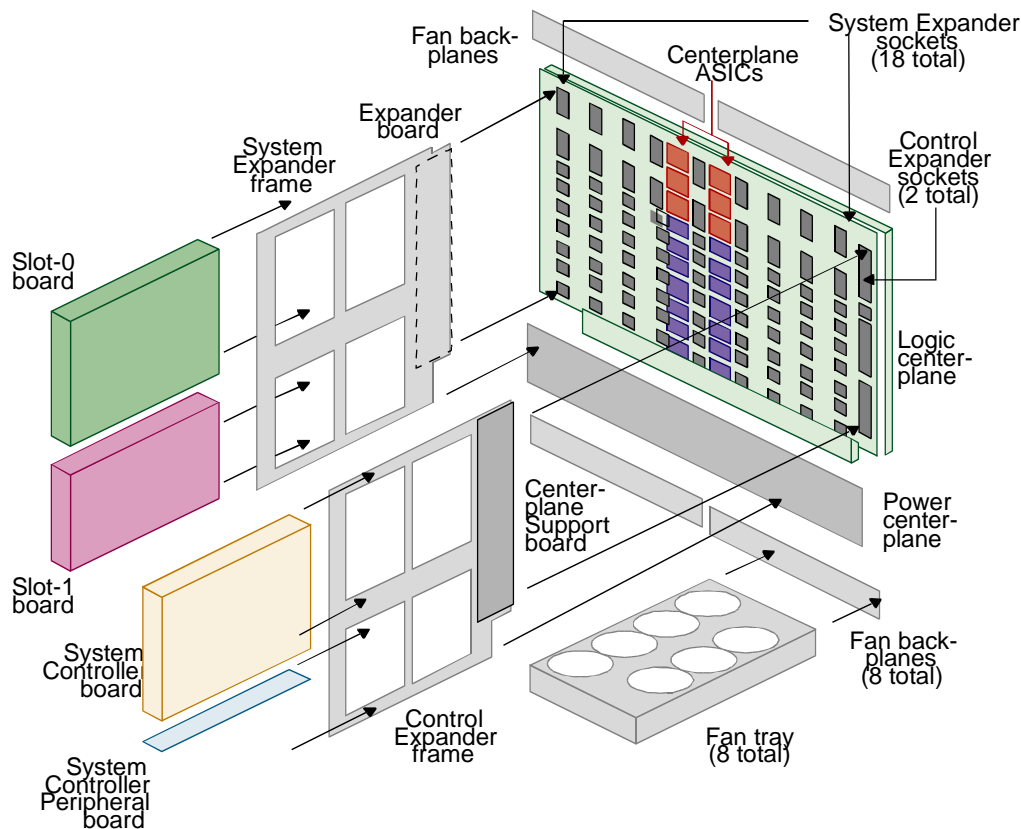 Fan back-
planes
System Expander
sockets
(18 total)
Centerplane
ASICs
Expander
board
System
Expander
frame
Control
Expander
sockets
(2 total)
Slot-0
board
Logic
center-
plane
Center-
plane
Support
board
Power
center-
plane
Slot-1
board
System
Controller
board
Fan back-
planes
(8 total)
Control
Expander
frame
Fan tray
(8 total)
System
Controller
Peripheral
board